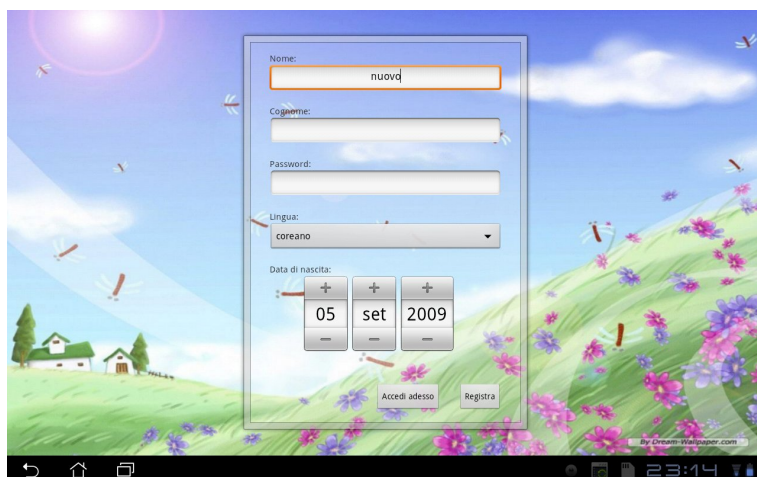 Nome:
nuovo
Cognome:
Password:
Lingua:
coreano
Data di nascita:
+ + +
05 set 2009
− − −
Accedi adesso Registra
By Dream-Wallpaper.com
23:14